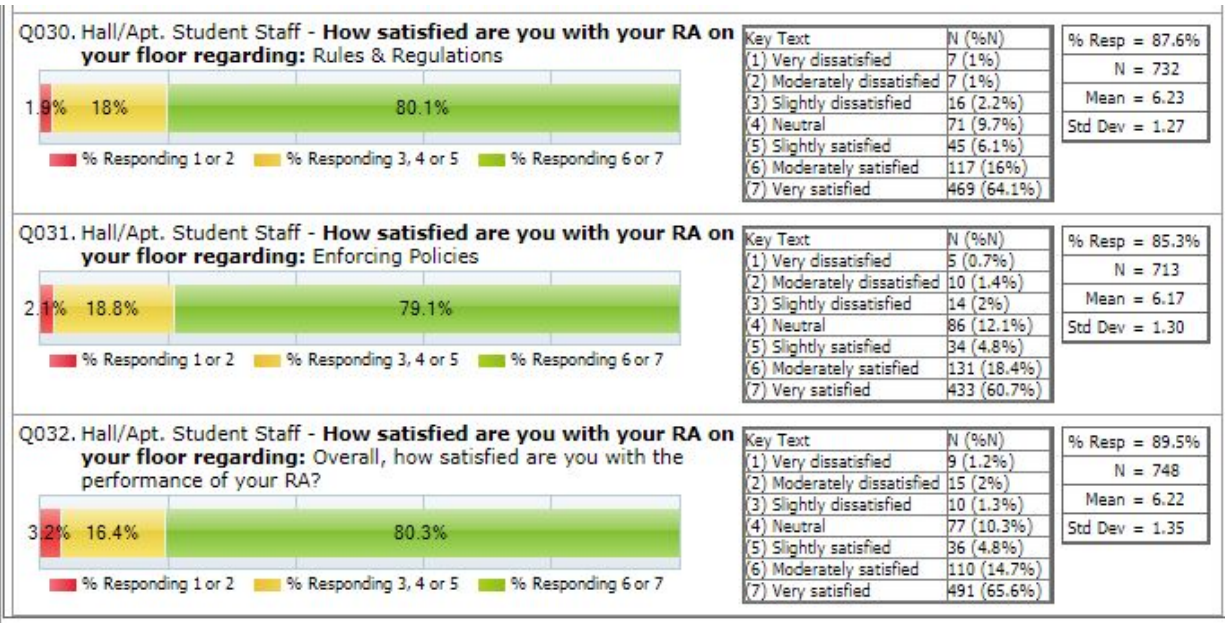 Q030. Hall/Apt. Student Staff - How satisfied are you with your RA on
your floor regarding: Rules & Regulations
1.9% 18% 80.1%
% Responding 1 or 2 % Responding 3, 4 or 5 % Responding 6 or 7
Key Text N (%N)
(1) Very dissatisfied 7 (1%)
(2) Moderately dissatisfied 7 (1%)
(3) Slightly dissatisfied 16 (2.2%)
(4) Neutral 71 (9.7%)
(5) Slightly satisfied 45 (6.1%)
(6) Moderately satisfied 117 (16%)
(7) Very satisfied 469 (64.1%)
% Resp = 87.6%
N = 732
Mean = 6.23
Std Dev = 1.27
Q031. Hall/Apt. Student Staff - How satisfied are you with your RA on
your floor regarding: Enforcing Policies
2.1% 18.8% 79.1%
% Responding 1 or 2 % Responding 3, 4 or 5 % Responding 6 or 7
Key Text N (%N)
(1) Very dissatisfied 5 (0.7%)
(2) Moderately dissatisfied 10 (1.4%)
(3) Slightly dissatisfied 14 (2%)
(4) Neutral 86 (12.1%)
(5) Slightly satisfied 34 (4.8%)
(6) Moderately satisfied 131 (18.4%)
(7) Very satisfied 433 (60.7%)
% Resp = 85.3%
N = 713
Mean = 6.17
Std Dev = 1.30
Q032. Hall/Apt. Student Staff - How satisfied are you with your RA on
your floor regarding: Overall, how satisfied are you with the
performance of your RA?
3.2% 16.4% 80.3%
% Responding 1 or 2 % Responding 3, 4 or 5 % Responding 6 or 7
Key Text N (%N)
(1) Very dissatisfied 9 (1.2%)
(2) Moderately dissatisfied 15 (2%)
(3) Slightly dissatisfied 10 (1.3%)
(4) Neutral 77 (10.3%)
(5) Slightly satisfied 36 (4.8%)
(6) Moderately satisfied 110 (14.7%)
(7) Very satisfied 491 (65.6%)
% Resp = 89.5%
N = 748
Mean = 6.22
Std Dev = 1.35